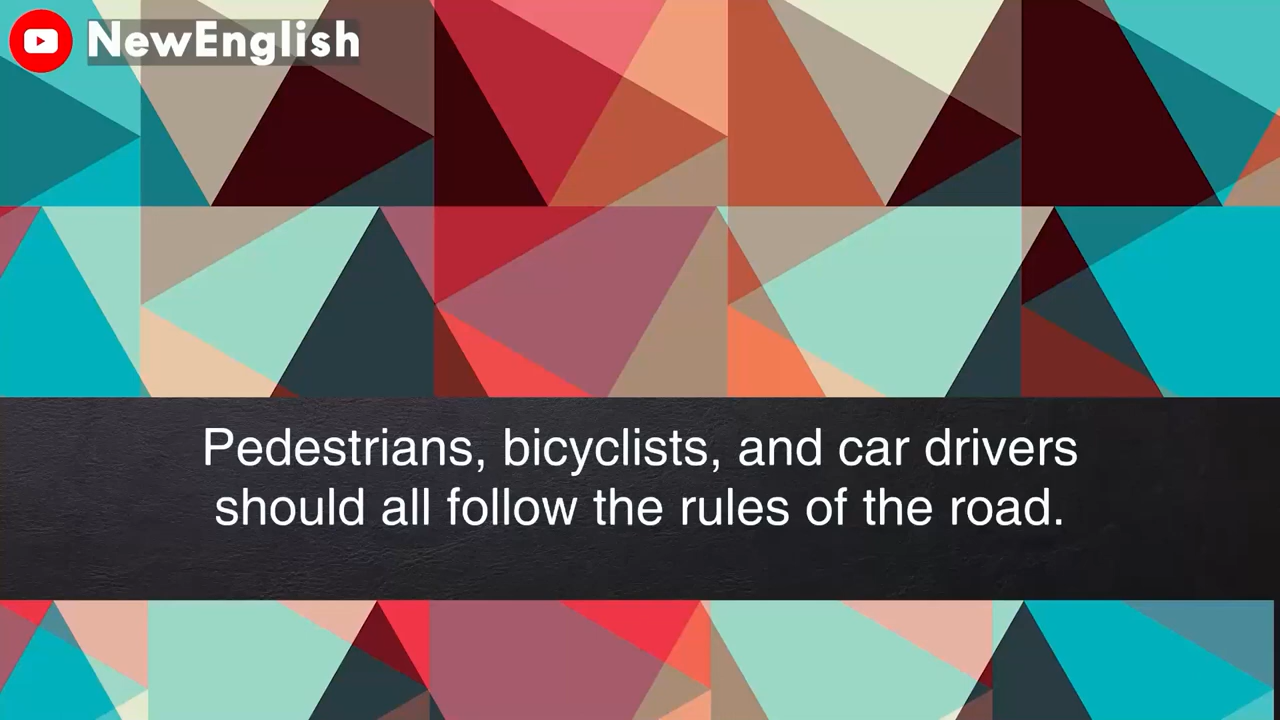 NewEnglish
Pedestrians, bicyclists, and car drivers
should all follow the rules of the road.